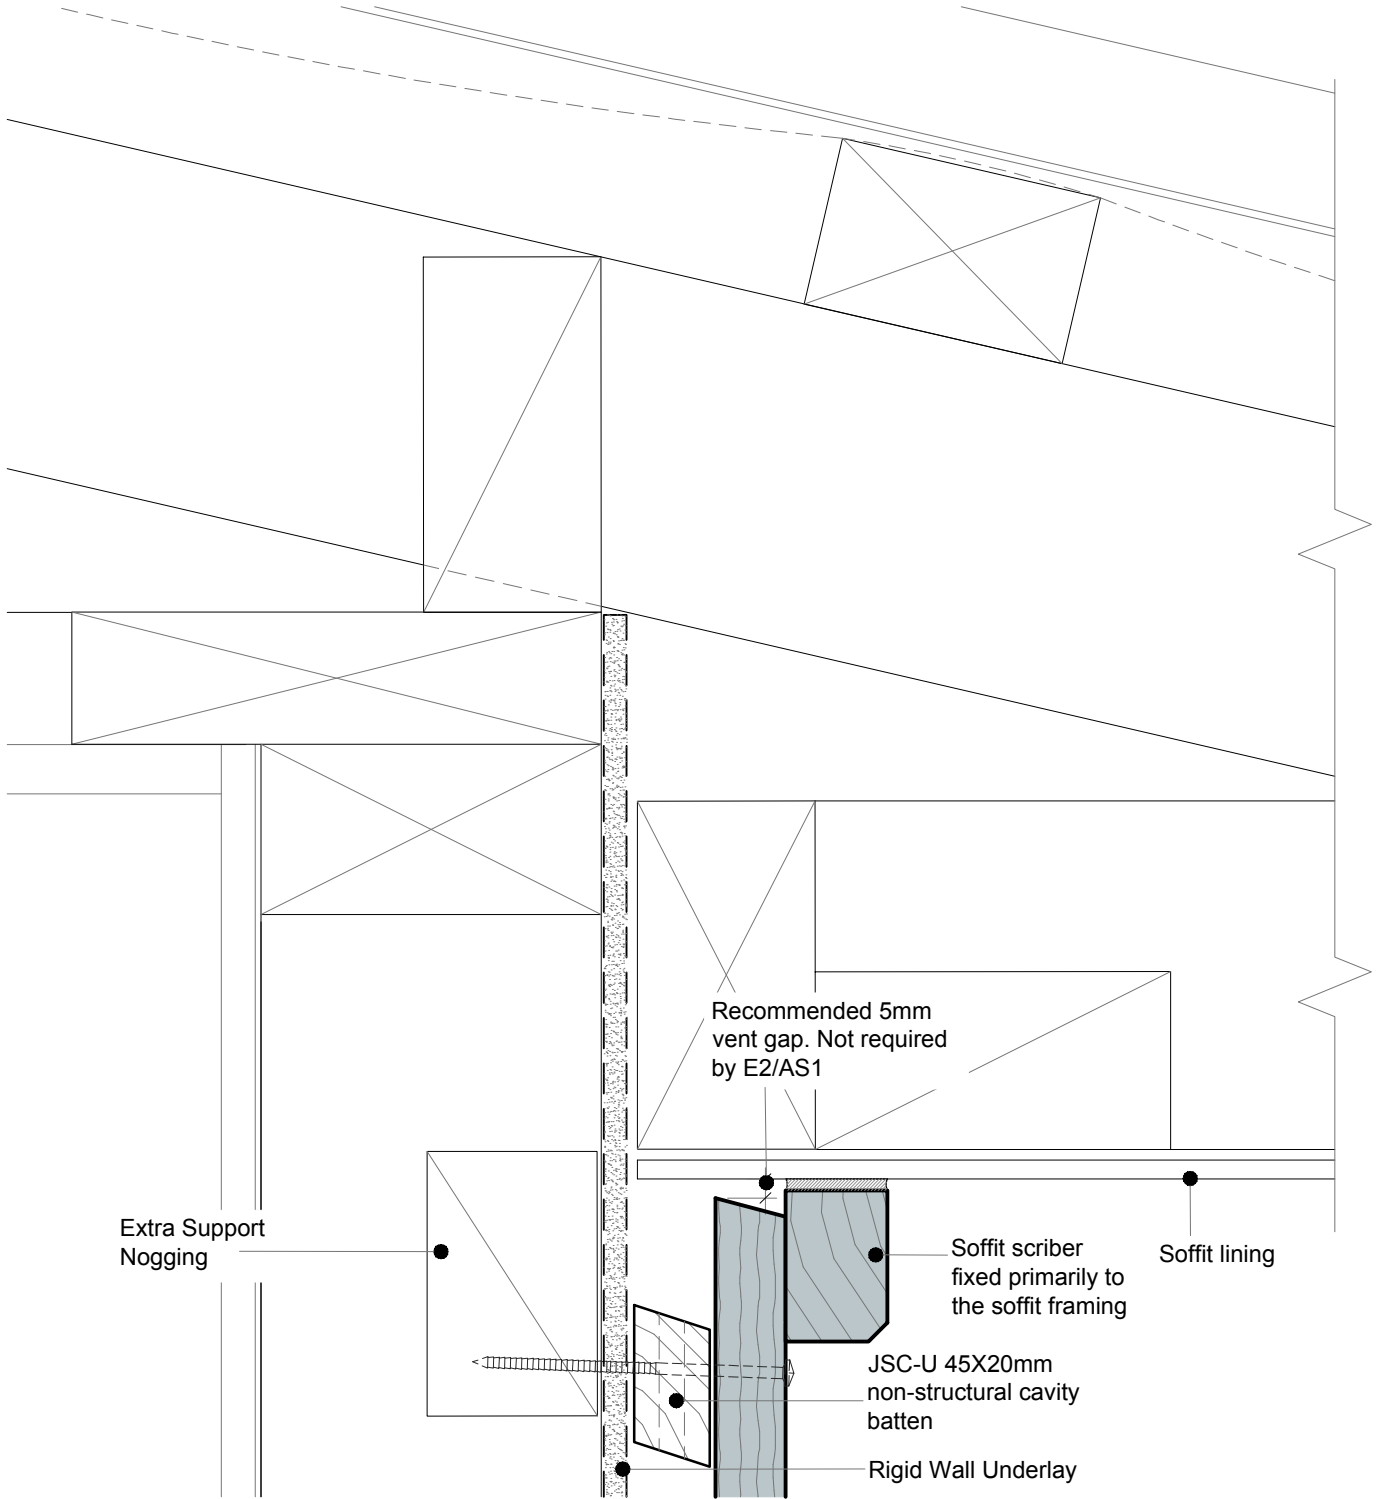 Recommended 5mm
vent gap. Not required
by E2/AS1
Extra Support
Nogging
Soffit scriber
fixed primarily to
the soffit framing
Soffit lining
JSC-U 45X20mm
non-structural cavity
batten
Rigid Wall Underlay